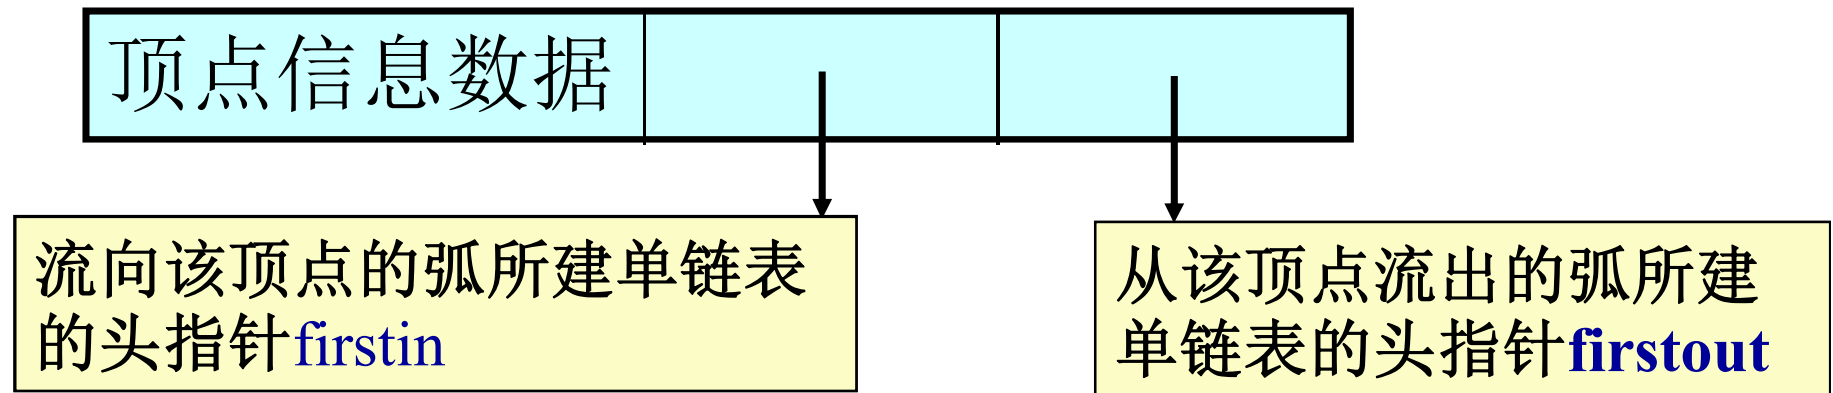 顶点信息数据
流向该顶点的弧所建单链表
的头指针firstin
从该顶点流出的弧所建
单链表的头指针firstout